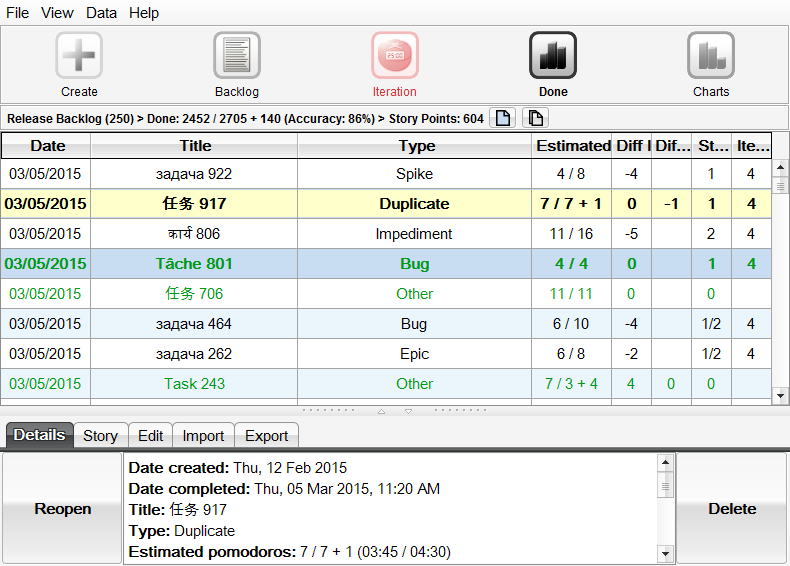 File View Data Help
Create Backlog Iteration Done Charts
Release Backlog (250) > Done: 2452 / 2705 + 140 (Accuracy: 86%) > Story Points: 604
Date Title Type Estimated Diff I Dif... St... Ite...
03/05/2015 задача 922 Spike 4 / 8 -4 1 4
03/05/2015 任务 917 Duplicate 7 / 7 + 1 0 -1 1 4
03/05/2015 कार्य 806 Impediment 11 / 16 -5 2 4
03/05/2015 Tâche 801 Bug 4 / 4 0 1 4
03/05/2015 任务 706 Other 11 / 11 0 0
03/05/2015 задача 464 Bug 6 / 10 -4 1/2 4
03/05/2015 задача 262 Epic 6 / 8 -2 1/2 4
03/05/2015 Task 243 Other 7 / 3 + 4 4 0 0
Details Story Edit Import Export
Reopen
Date created: Thu, 12 Feb 2015
Date completed: Thu, 05 Mar 2015, 11:20 AM
Title: 任务 917
Type: Duplicate
Estimated pomodoros: 7 / 7 + 1 (03:45 / 04:30)
Delete